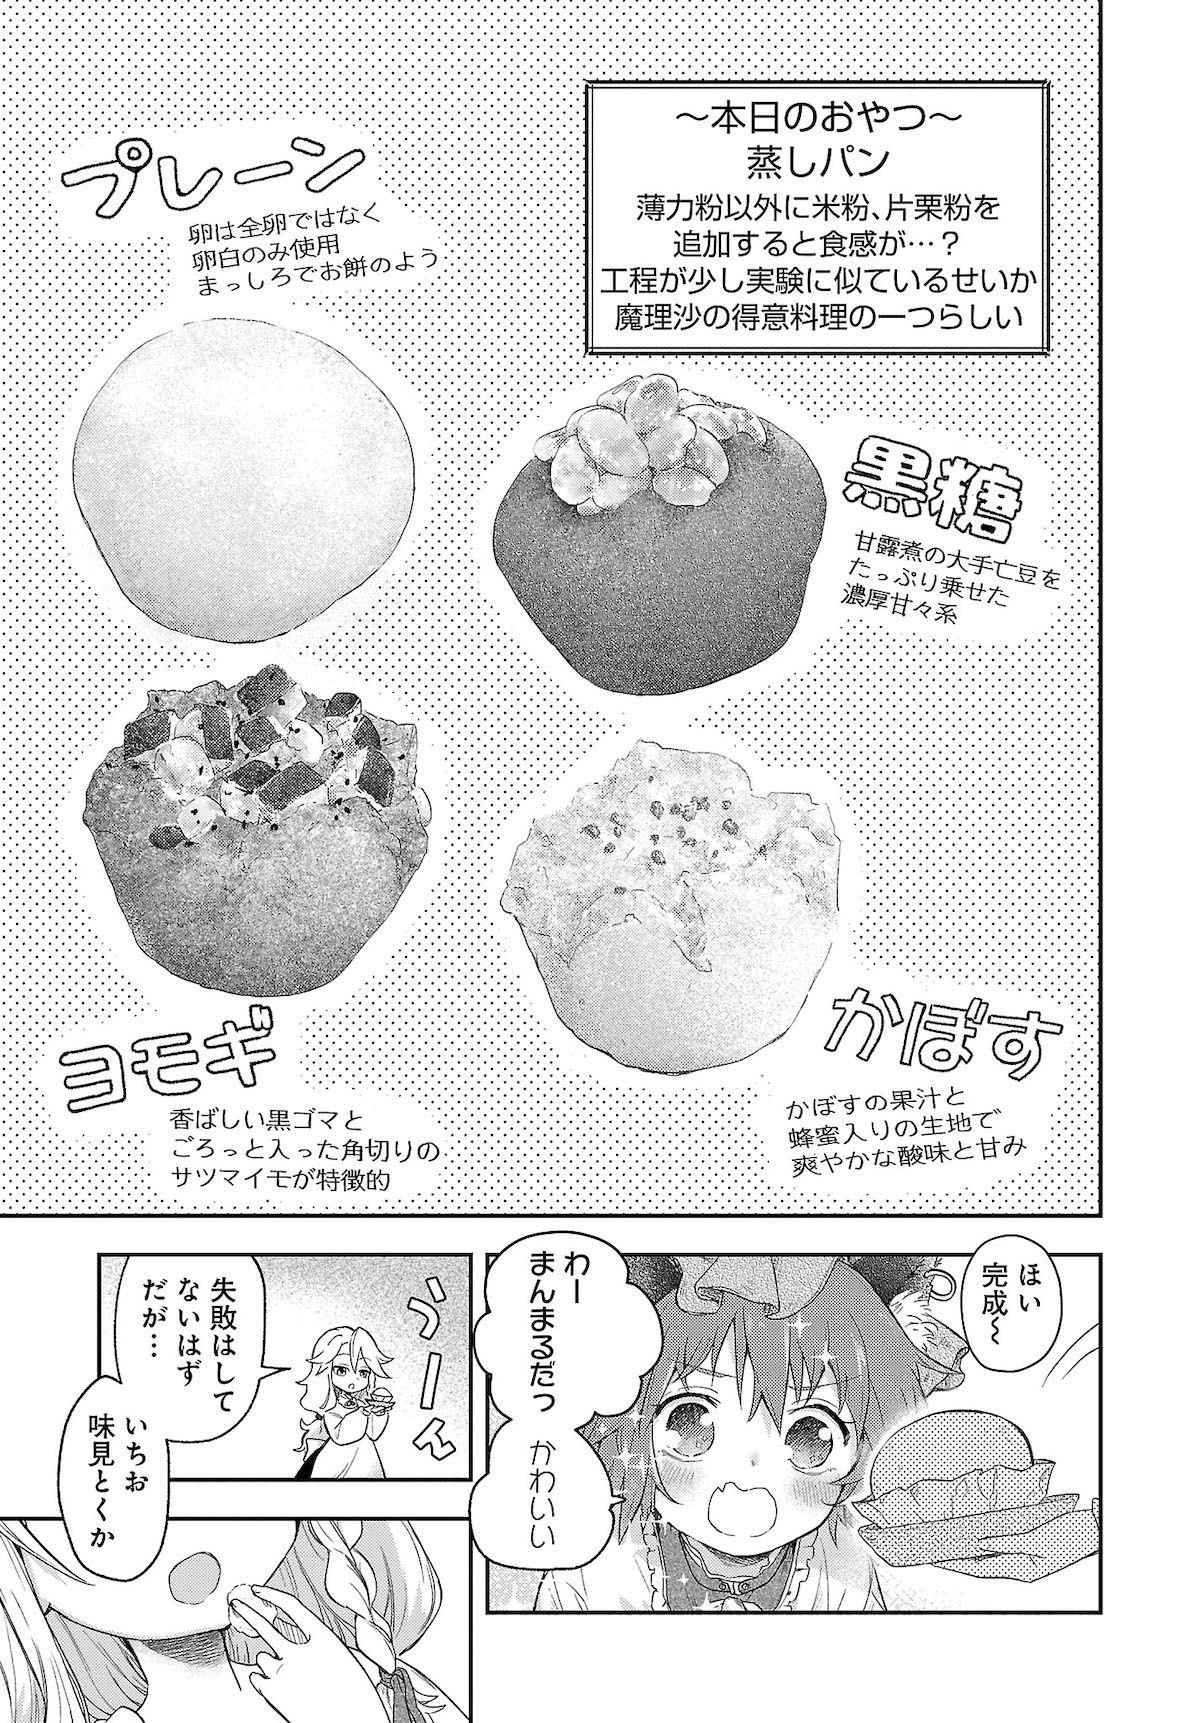 ～本日のおやつ～
蒸しパン
薄力粉以外に米粉、片栗粉を
追加すると食感が…？
工程が少し実験に似ているせいか
魔理沙の得意料理の一つらしい
プレーン
卵は全卵ではなく
卵白のみ使用
まっしろでお餅のよう
黒糖
甘露煮の大手亡豆を
たっぷり乗せた
濃厚甘々系
かぼす
かぼすの果汁と
蜂蜜入りの生地で
爽やかな酸味と甘み
ヨモギ
香ばしい黒ゴマと
ごろっと入った角切りの
サツマイモが特徴的
ほい
完成〜
わー
まんまるだっ
かわいい
うーん
失敗はして
ないはず
だが…
いちお
味見とくか